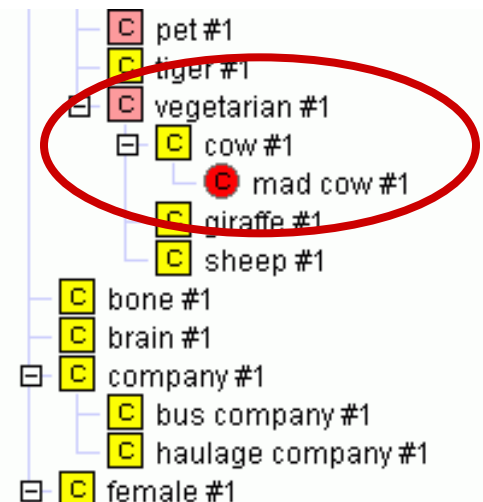 C pet #1
C tiger #1
C vegetarian #1
C cow #1
C mad cow #1
C giraffe #1
C sheep #1
C bone #1
C brain #1
C company #1
C bus company #1
C haulage company #1
C female #1